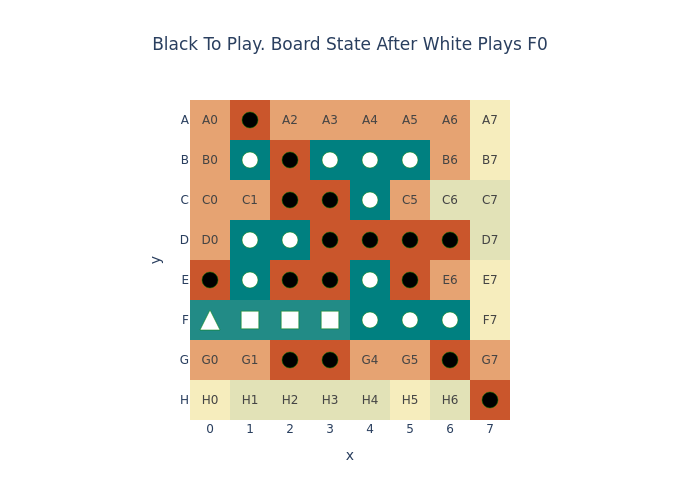 Black To Play. Board State After White Plays F0
A A0 A2 A3 A4 A5 A6 A7
B B0 B6 B7
C C0 C1 C5 C6 C7
D D0 D7
E E6 E7
F F7
G G0 G1 G4 G5 G7
H H0 H1 H2 H3 H4 H5 H6
0 1 2 3 4 5 6 7
x
y